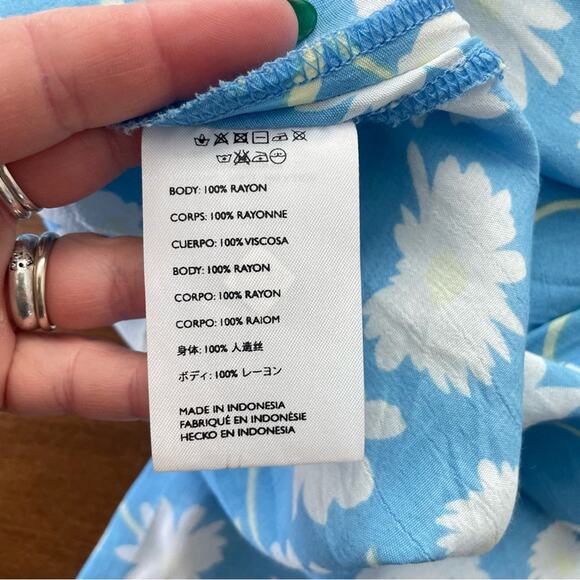 BODY: 100% RAYON
CORPS: 100% RAYONNE
CUERPO: 100% VISCOSA
BODY: 100% RAYON
CORPO: 100% RAYON
CORPO: 100% RAIOM
身体: 100% 人造丝
ボディ: 100% レーヨン
MADE IN INDONESIA
FABRIQUÉ EN INDONÉSIE
HECKO EN INDONESIA